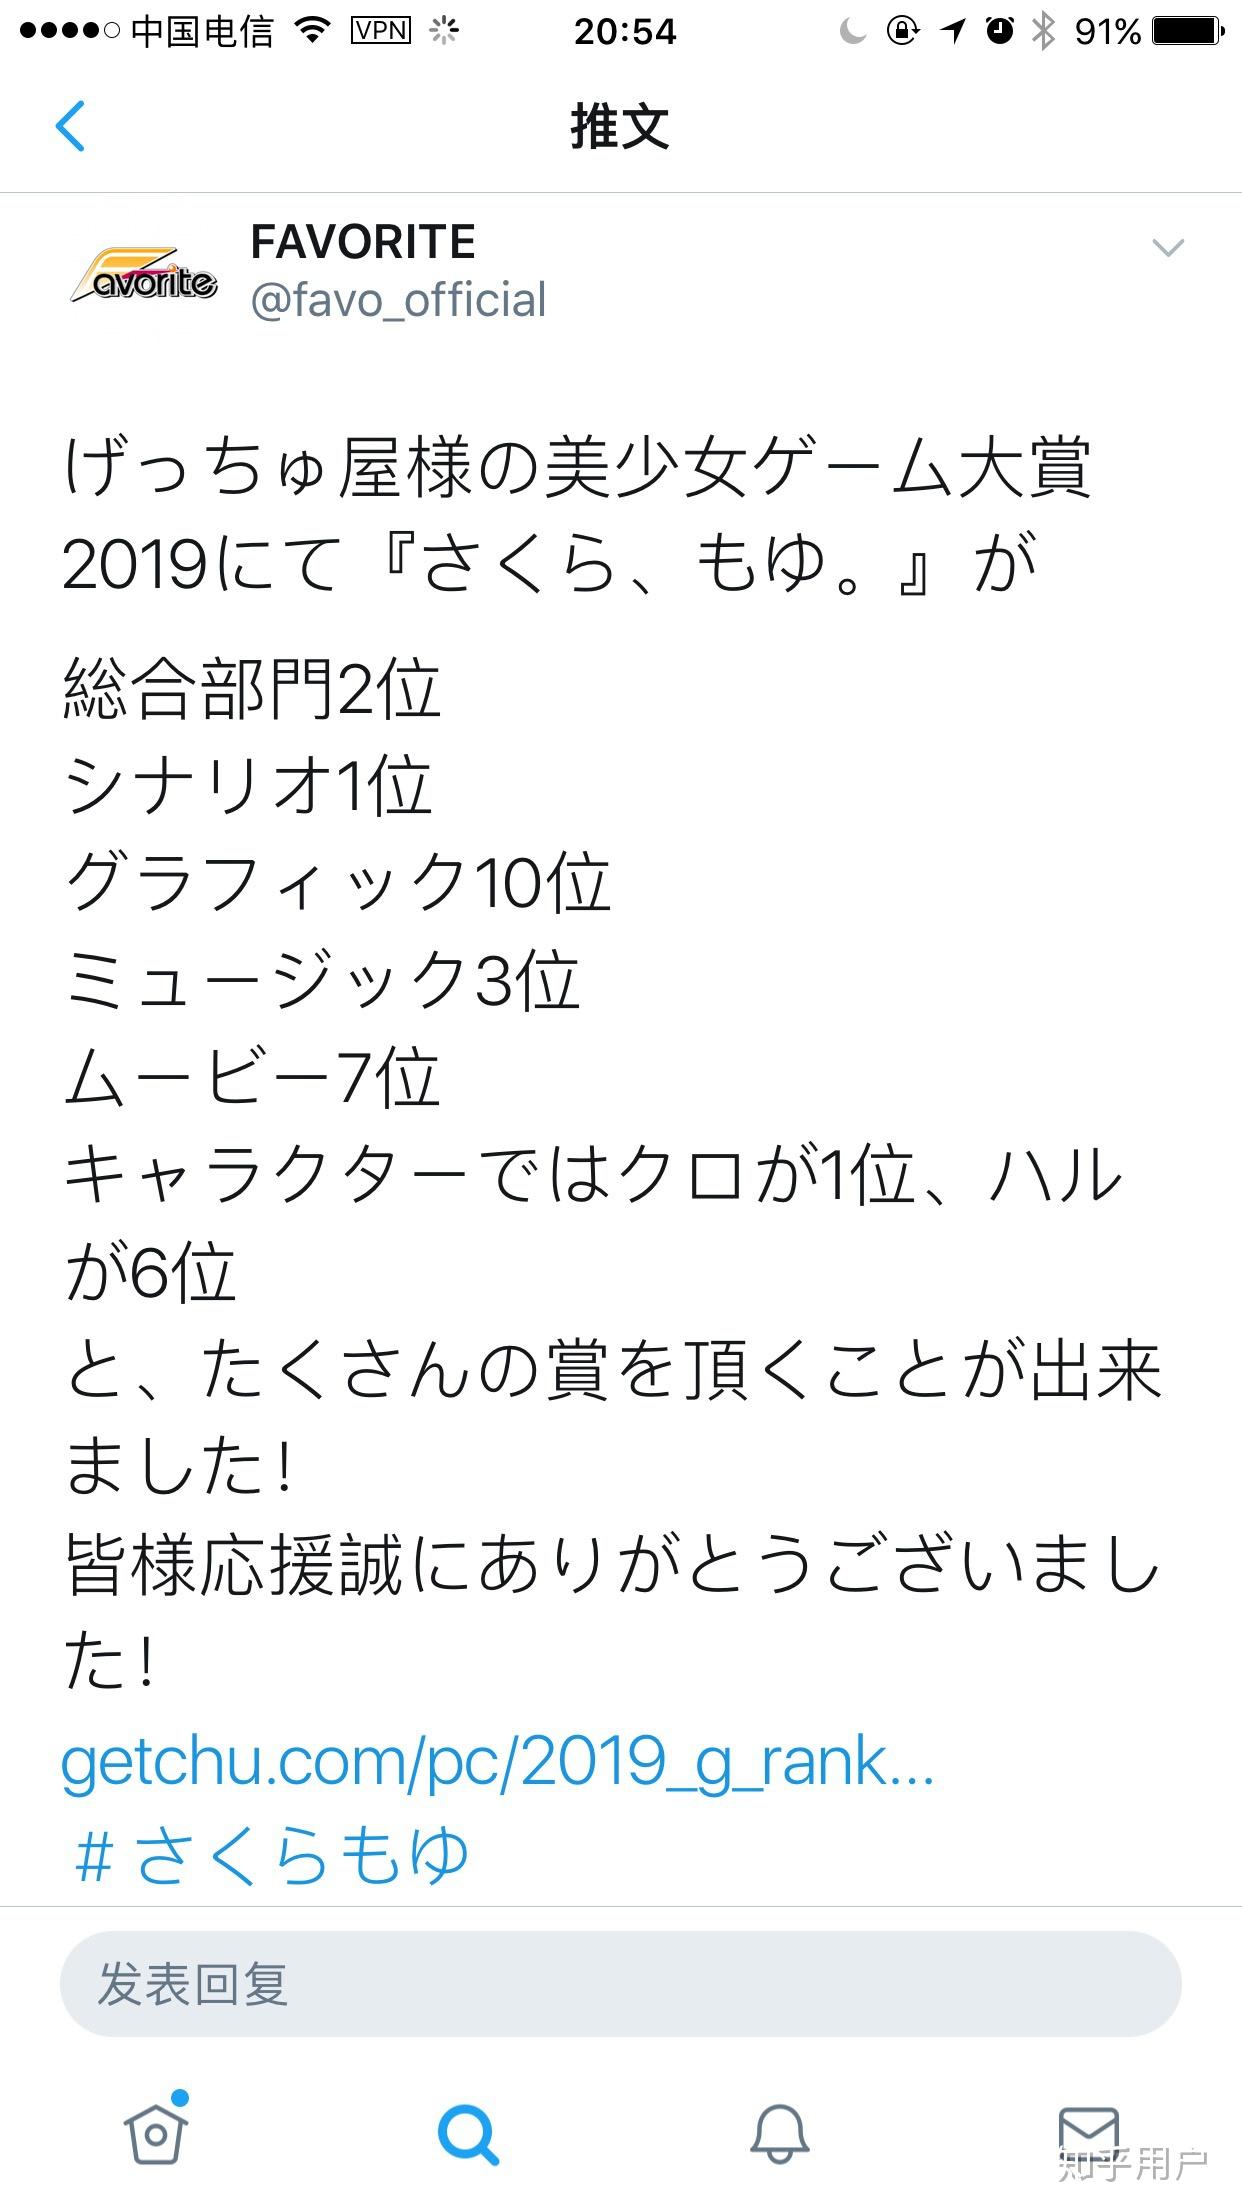 中国电信 VPN 20:54 91%
推文
Favorite
FAVORITE
@favo_official
げっちゅ屋様の美少女ゲーム大賞
2019にて『さくら、もゆ。』が
総合部門2位
シナリオ1位
グラフィック10位
ミュージック3位
ムービー7位
キャラクターではクロが1位、ハル
が6位
と、たくさんの賞を頂くことが出来
ました！
皆様応援誠にありがとうございまし
た！
getchu.com/pc/2019_g_rank...
＃さくらもゆ
发表回复
知乎用户